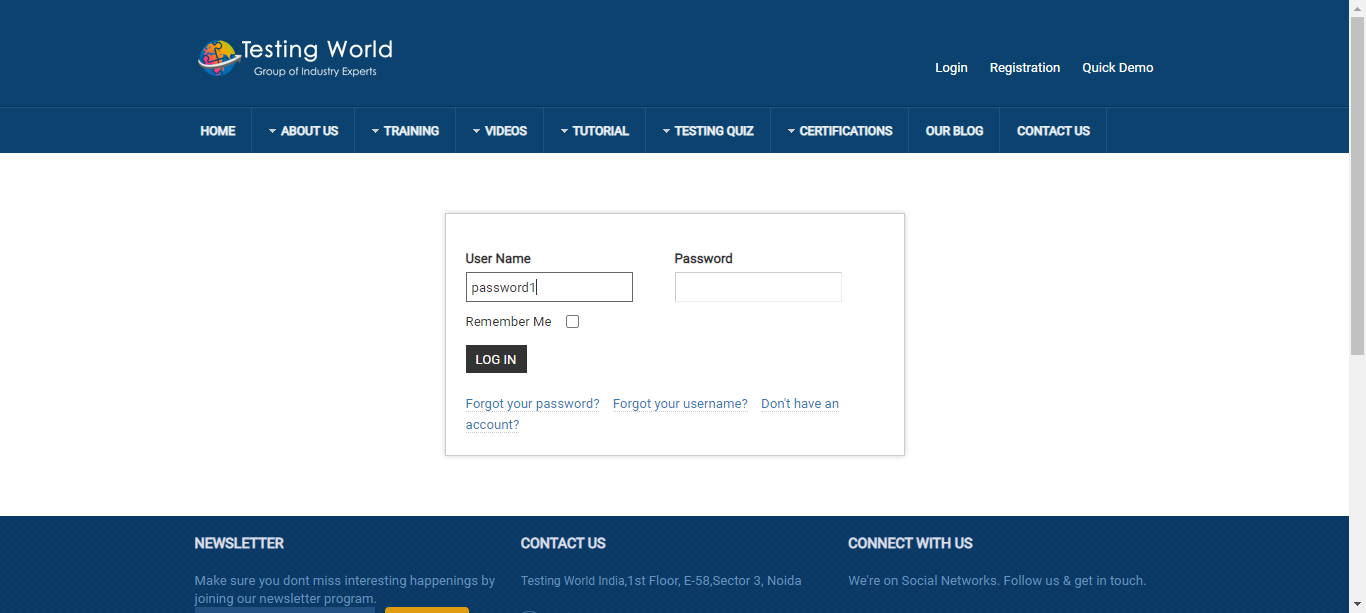 Testing World
Group of Industry Experts
Login Registration Quick Demo
HOME ABOUT US TRAINING VIDEOS TUTORIAL TESTING QUIZ CERTIFICATIONS OUR BLOG CONTACT US
User Name Password
password1
Remember Me
LOG IN
Forgot your password? Forgot your username? Don't have an
account?
NEWSLETTER CONTACT US CONNECT WITH US
Make sure you dont miss interesting happenings by Testing World India,1st Floor, E-58,Sector 3, Noida We're on Social Networks. Follow us & get in touch.
joining our newsletter program.